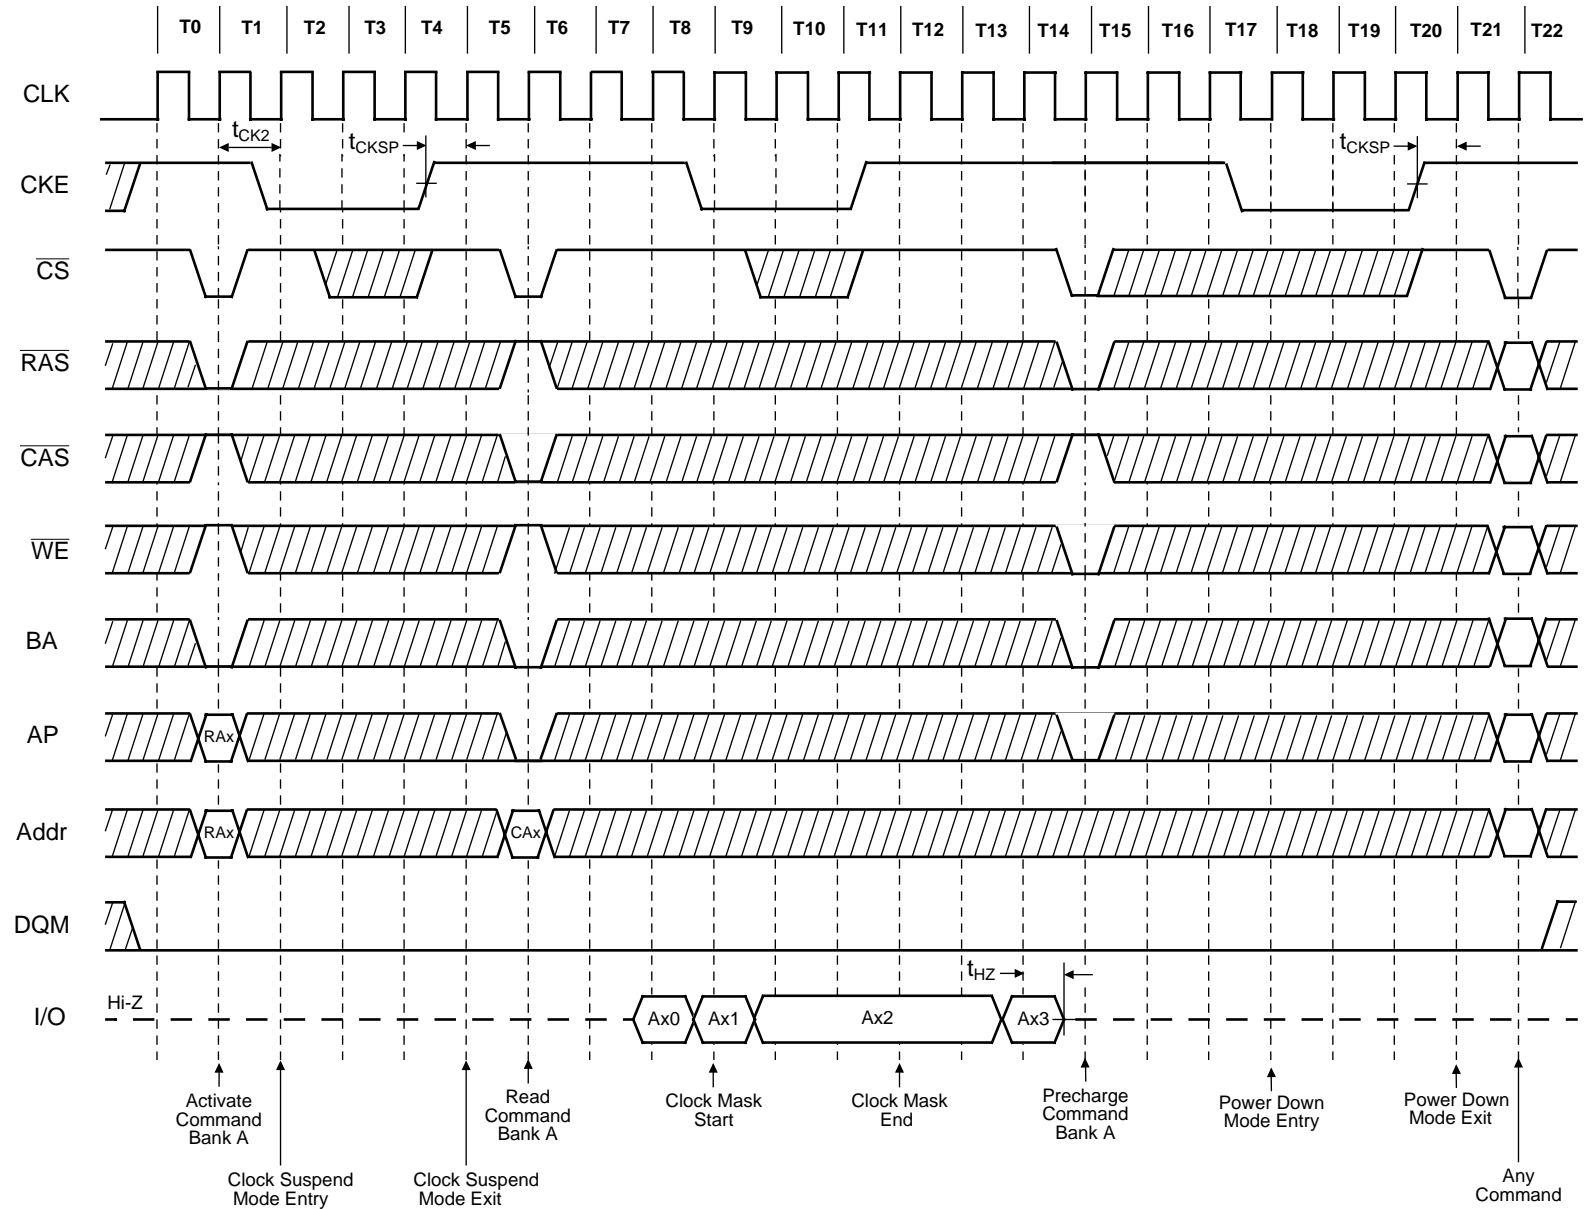 T0 T1 T2 T3 T4 T5 T6 T7 T8 T9 T10 T11 T12 T13 T14 T15 T16 T17 T18 T19 T20 T21 T22
CLK
tCK2
tCKSP
tCKSP
CKE
CS
RAS
CAS
WE
BA
AP
RAx
Addr
RAx
CAx
DQM
tHZ
Hi-Z
I/O
Ax0
Ax1
Ax2
Ax3
Activate
Command
Bank A
Read
Command
Bank A
Clock Mask
Start
Clock Mask
End
Precharge
Command
Bank A
Power Down
Mode Entry
Power Down
Mode Exit
Clock Suspend
Mode Entry
Clock Suspend
Mode Exit
Any
Command